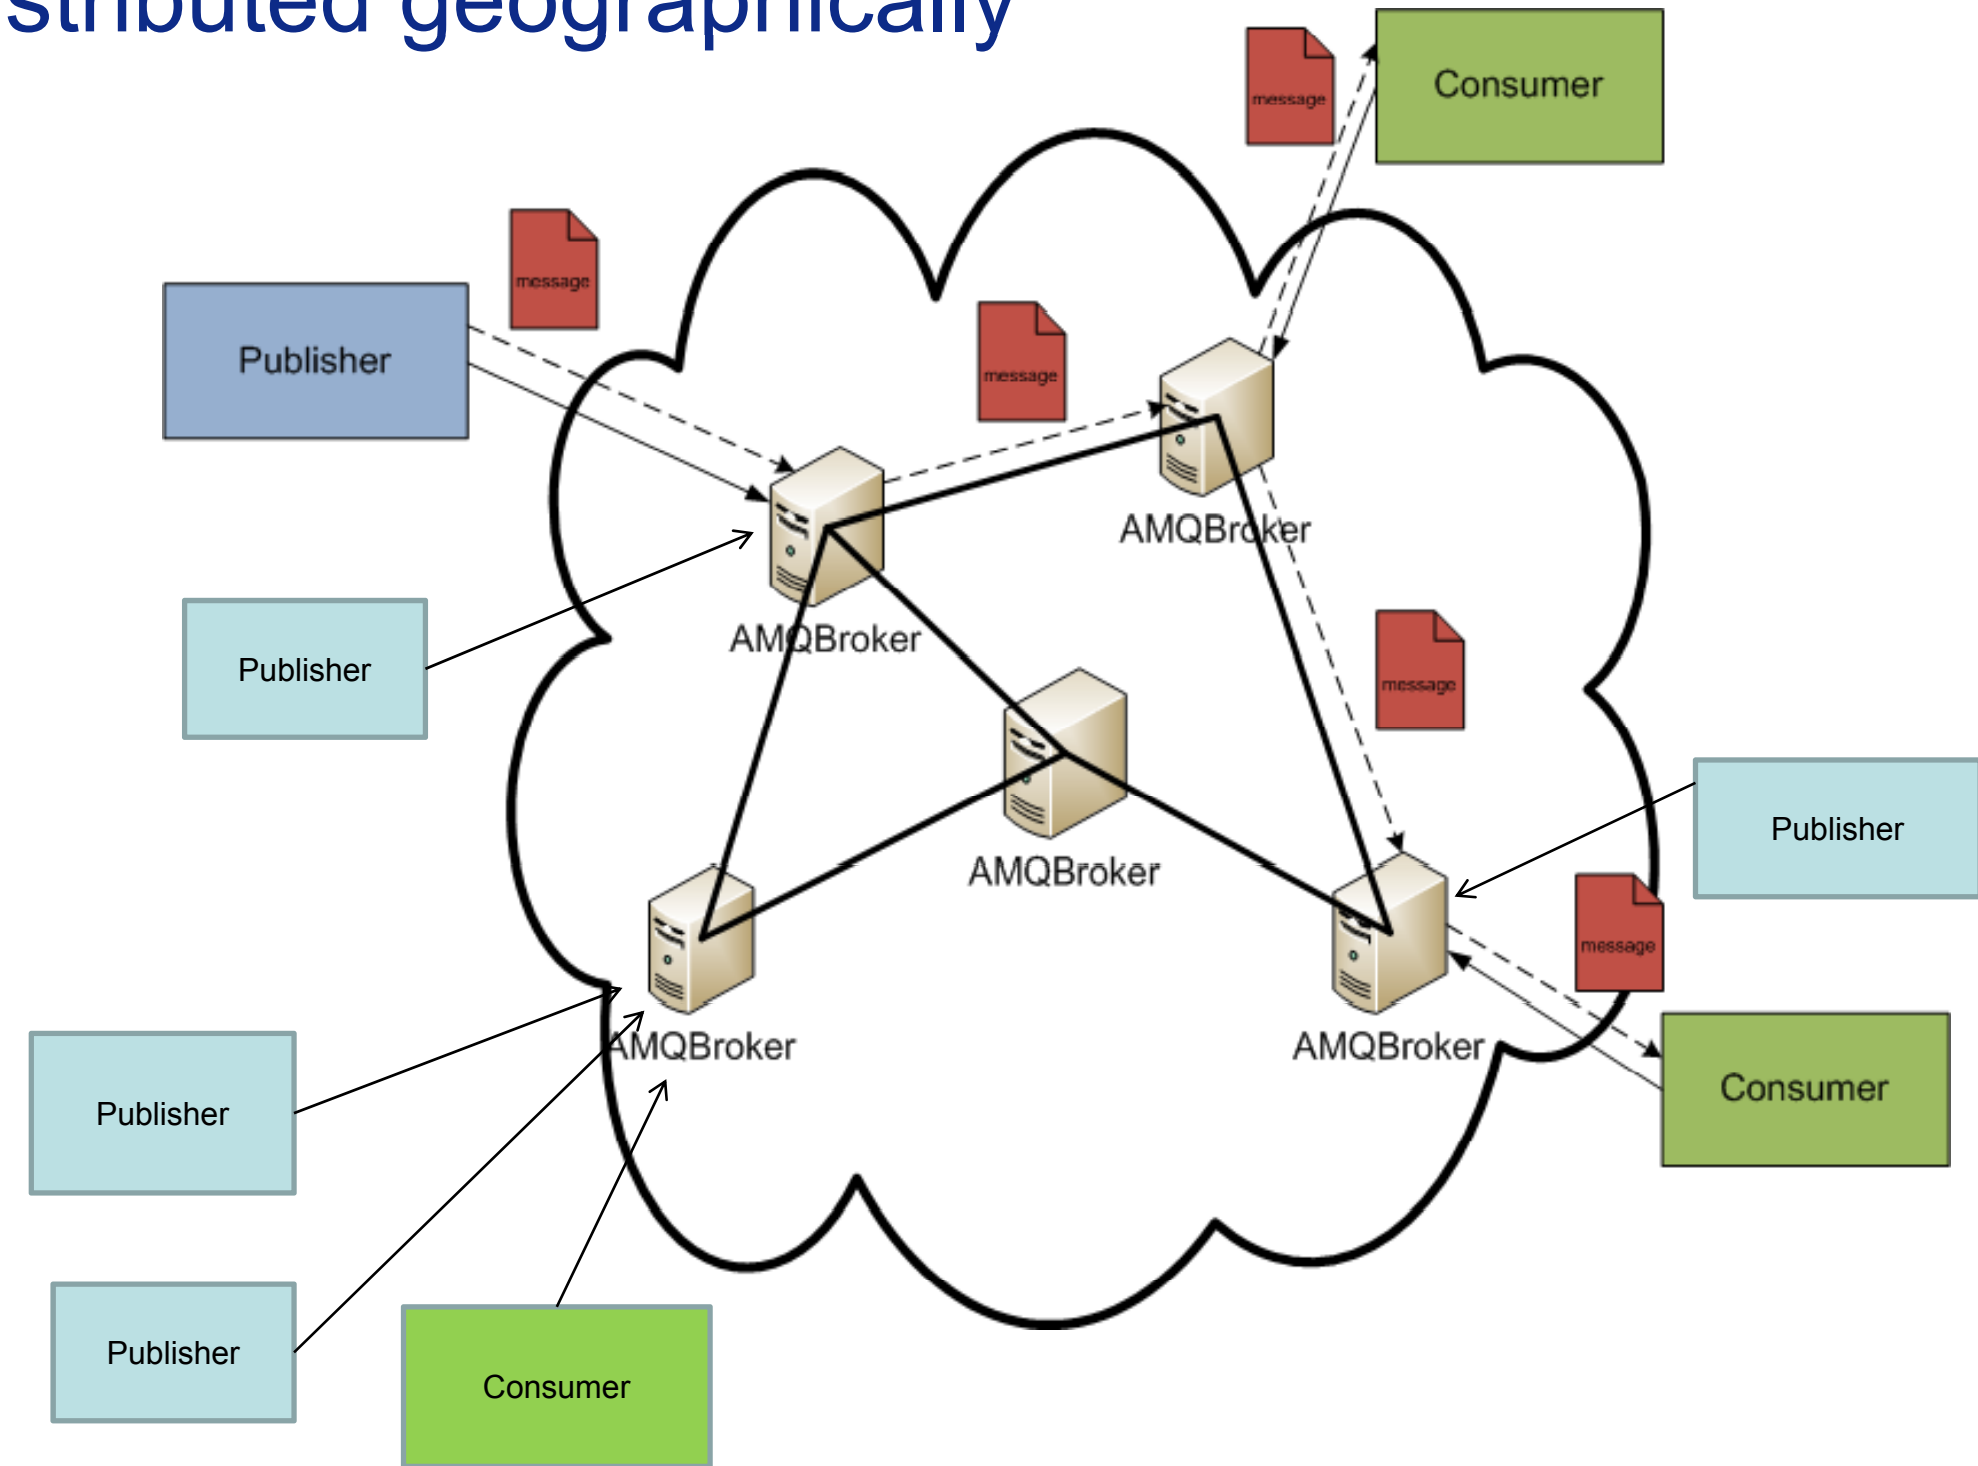 stributed geographically
message
Consumer
message
Publisher
message
AMQBroker
AMQBroker
Publisher
message
Publisher
AMQBroker
message
AMQBroker
AMQBroker
Publisher
Consumer
Publisher
Consumer